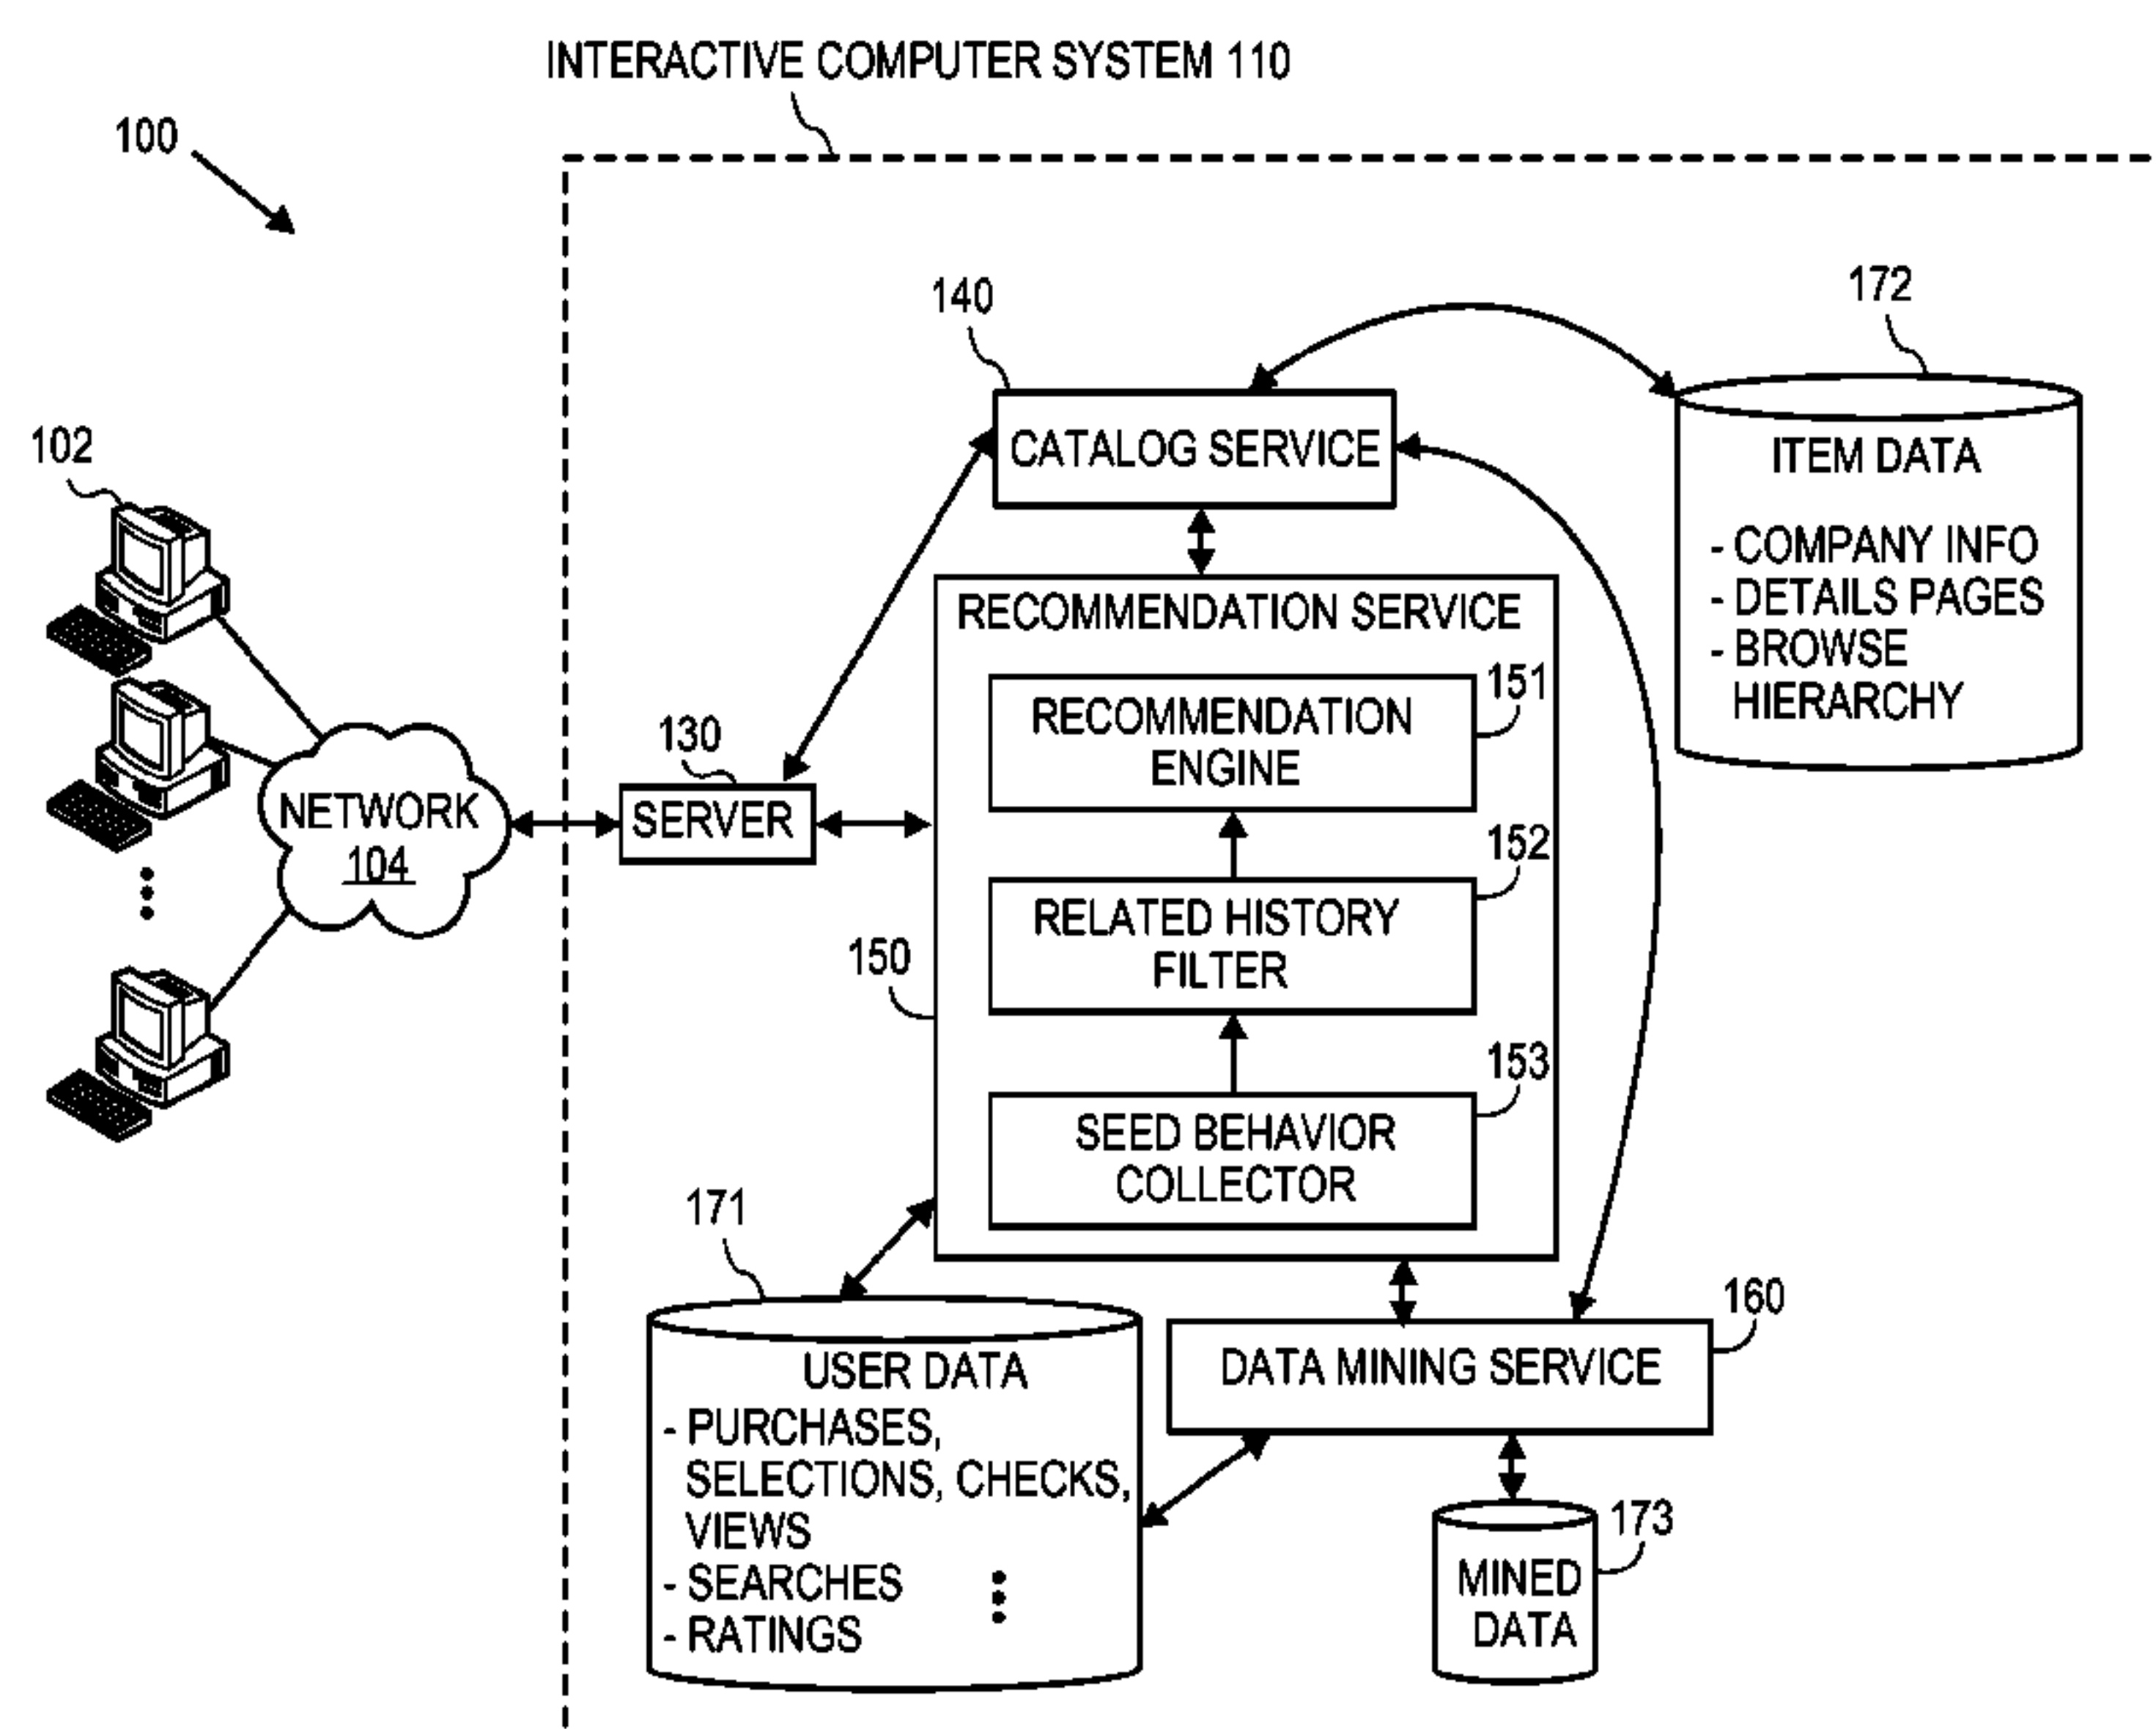 INTERACTIVE COMPUTER SYSTEM 110
100
140
172
102
CATALOG SERVICE
ITEM DATA
- COMPANY INFO
- DETAILS PAGES
- BROWSE
HIERARCHY
RECOMMENDATION SERVICE
151
RECOMMENDATION
ENGINE
130
SERVER
NETWORK
104
152
RELATED HISTORY
FILTER
150
153
SEED BEHAVIOR
COLLECTOR
171
160
USER DATA
- PURCHASES,
SELECTIONS, CHECKS,
VIEWS
- SEARCHES
- RATINGS
DATA MINING SERVICE
173
MINED
DATA